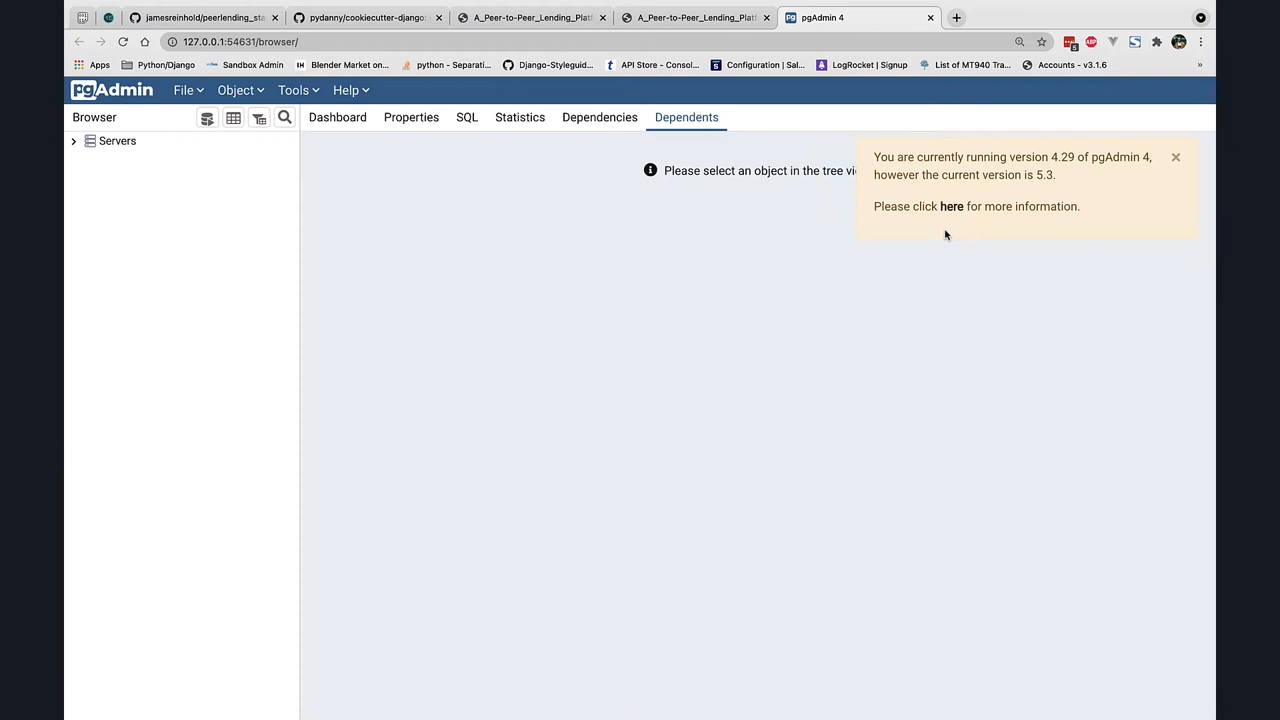 jamesreinhold/peerlending_sta
pydanny/cookiecutter-django:
A_Peer-to-Peer_Lending_Platf
A_Peer-to-Peer_Lending_Platf
pgAdmin 4
127.0.0.1:54631/browser/
5
ABP
Apps
Python/Django
Sandbox Admin
Blender Market on...
python - Separati...
Django-Styleguid...
API Store - Consol...
Configuration | Sal...
LogRocket | Signup
List of MT940 Tra...
Accounts - v3.1.6
»
pgAdmin
File
Object
Tools
Help
Browser
Dashboard
Properties
SQL
Statistics
Dependencies
Dependents
Servers
Please select an object in the tree vi
You are currently running version 4.29 of pgAdmin 4,
however the current version is 5.3.
Please click here for more information.